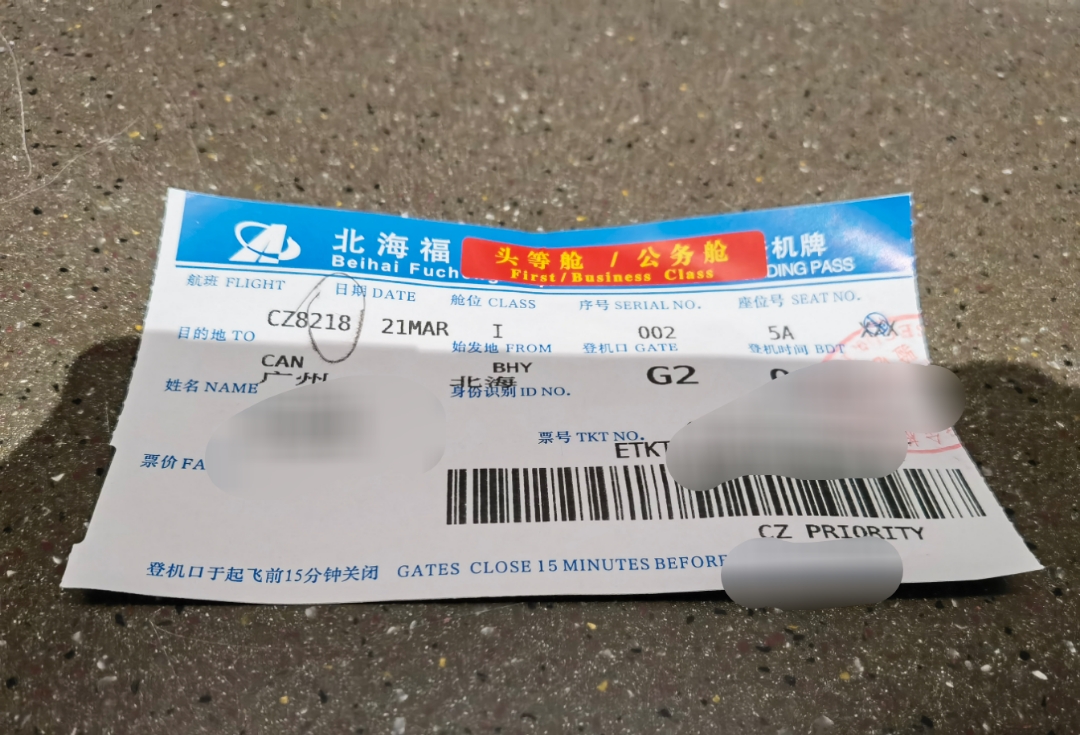 北海福 头等舱 / 公务舱 机牌
Beihai First/Business Class DING PASS
航班 FLIGHT 日期 DATE 舱位 CLASS 序号 SERIAL NO. 座位号 SEAT NO.
CZ8218 21MAR I 002 5A XXX
目的地 TO 始发地 FROM 登机口 GATE 登机时间 BDT
CAN BHY G2
广州 北海
姓名 NAME 身份识别 ID NO.
票号 TKT NO.
ETKT
票价 FA
CZ PRIORITY
登机口于起飞前15分钟关闭 GATES CLOSE 15 MINUTES BEFORE